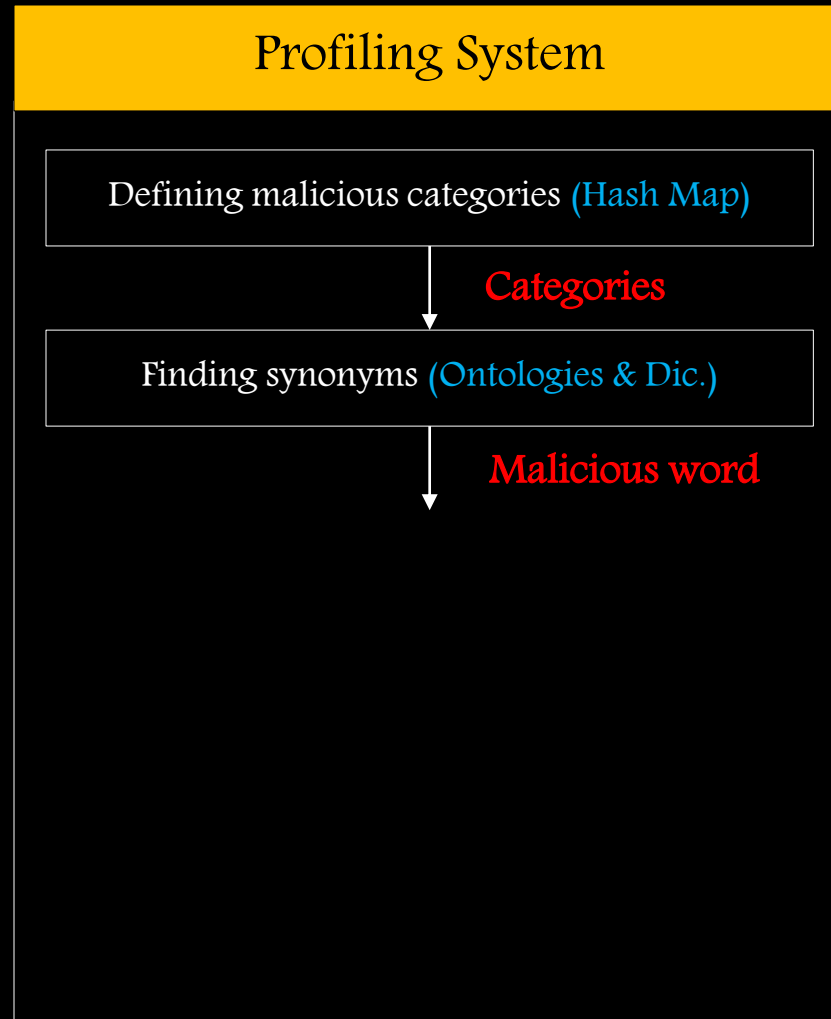 Profiling System
Defining malicious categories (Hash Map)
Categories
Finding synonyms (Ontologies & Dic.)
Malicious word